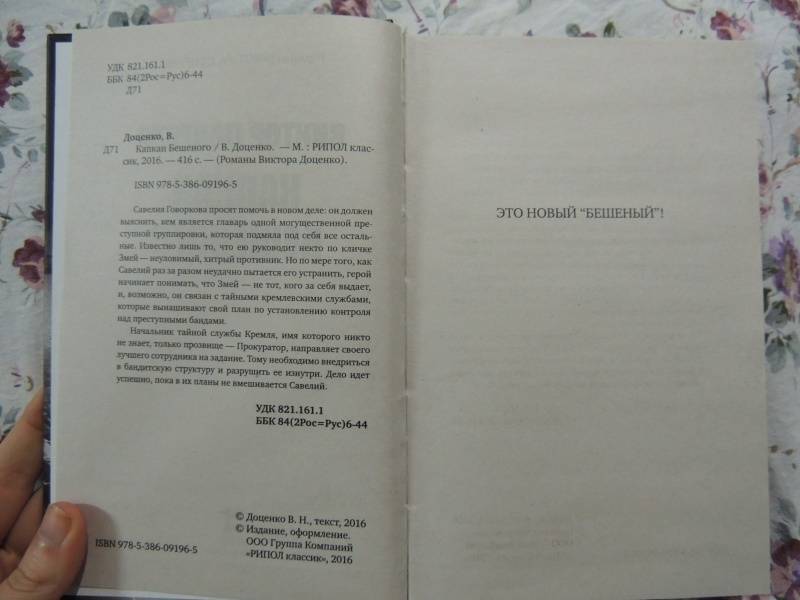 УДК 821.161.1
ББК 84(2Рос=Рус)6-44
Д71
Доценко, В.
Д71 Капкан Бешеного / В. Доценко. — М. : РИПОЛ клас-
сик, 2016. — 416 с. — (Романы Виктора Доценко).
ISBN 978-5-386-09196-5
Савелия Говоркова просят помочь в новом деле: он должен
выяснить, кем является главарь одной могущественной пре-
ступной группировки, которая подмяла под себя все осталь-
ные. Известно лишь то, что ею руководит некто по кличке
Змей — неуловимый, хитрый противник. Но по мере того, как
Савелий раз за разом неудачно пытается его устранить, герой
начинает понимать, что Змей — не тот, кого за себя выдает,
и, возможно, он связан с тайными кремлевскими службами,
которые вынашивают свой план по установлению контроля
над преступными бандами.
Начальник тайной службы Кремля, имя которого никто
не знает, только прозвище — Прокуратор, направляет своего
лучшего сотрудника на задание. Тому необходимо внедриться
в бандитскую структуру и разрущить ее изнутри. Дело идет
успешно, пока в их планы не вмешивается Савелий.
УДК 821.161.1
ББК 84(2Рос=Рус)6-44
ISBN 978-5-386-09196-5
© Доценко В. Н., текст, 2016
© Издание, оформление.
ООО Группа Компаний
«РИПОЛ классик», 2016
ЭТО НОВЫЙ “БЕШЕНЫЙ”!